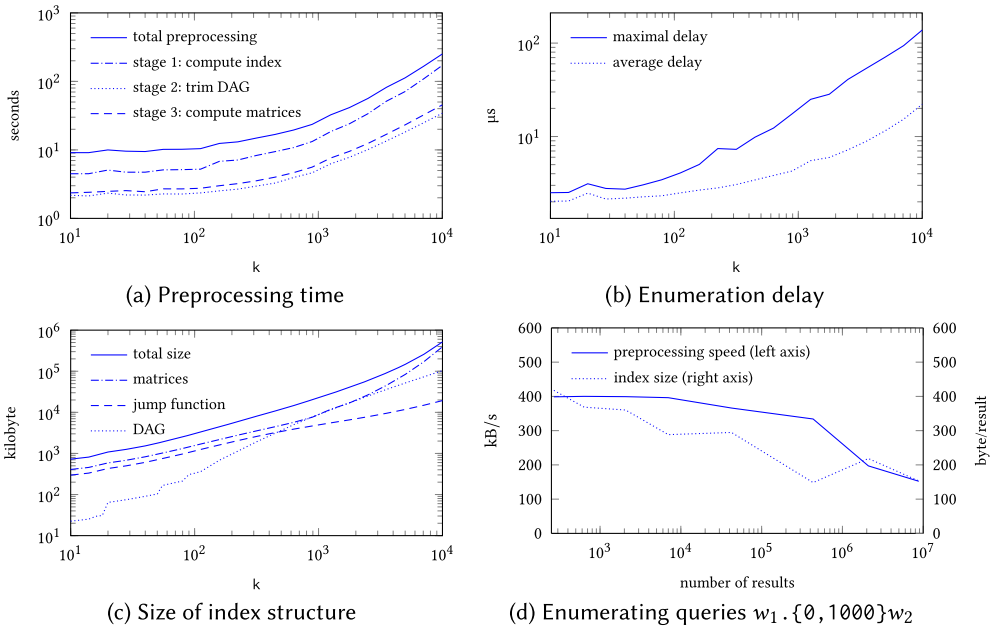 10^3
10^2
10^1
10^0
seconds
total preprocessing
stage 1: compute index
stage 2: trim DAG
stage 3: compute matrices
10^1 10^2 10^3 10^4
k
(a) Preprocessing time
10^2
10^1
µs
maximal delay
average delay
10^1 10^2 10^3 10^4
k
(b) Enumeration delay
10^6
10^5
10^4
10^3
10^2
10^1
kilobyte
total size
matrices
jump function
DAG
10^1 10^2 10^3 10^4
k
(c) Size of index structure
600
500
400
300
200
100
0
kB/s
preprocessing speed (left axis)
index size (right axis)
600
500
400
300
200
100
0
byte/result
10^3 10^4 10^5 10^6 10^7
number of results
(d) Enumerating queries w₁.{0,1000}w₂